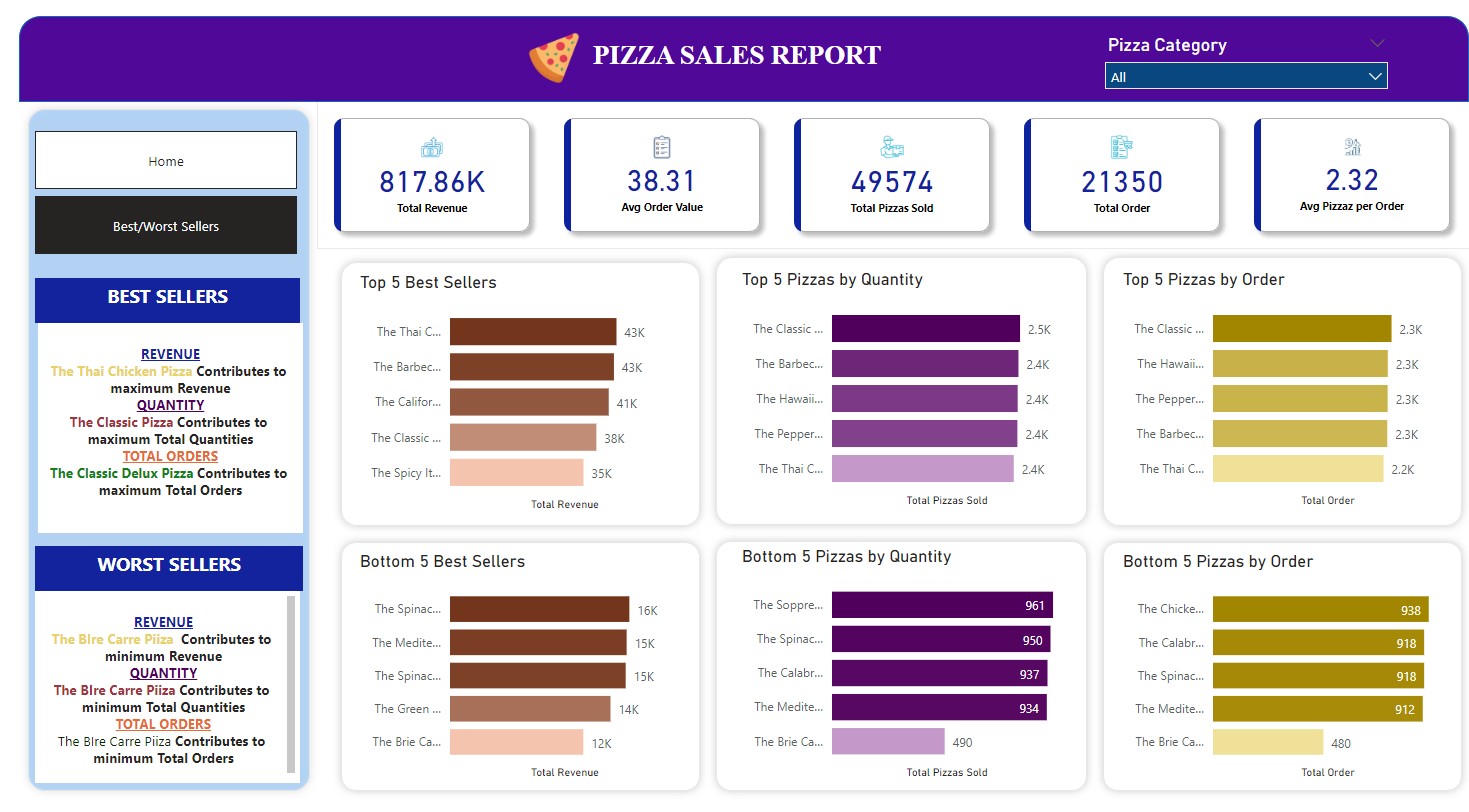 PIZZA SALES REPORT
Pizza Category
All
Home
Best/Worst Sellers
BEST SELLERS
REVENUE
The Thai Chicken Pizza Contributes to
maximum Revenue
QUANTITY
The Classic Pizza Contributes to
maximum Total Quantities
TOTAL ORDERS
The Classic Delux Pizza Contributes to
maximum Total Orders
WORST SELLERS
REVENUE
The BIre Carre Piiza Contributes to
minimum Revenue
QUANTITY
The BIre Carre Piiza Contributes to
minimum Total Quantities
TOTAL ORDERS
The BIre Carre Piiza Contributes to
minimum Total Orders
817.86K
Total Revenue
38.31
Avg Order Value
49574
Total Pizzas Sold
21350
Total Order
2.32
Avg Pizzaz per Order
Top 5 Best Sellers
The Thai C... 43K
The Barbec... 43K
The Califor... 41K
The Classic ... 38K
The Spicy It... 35K
Total Revenue
Top 5 Pizzas by Quantity
The Classic ... 2.5K
The Barbec... 2.4K
The Hawaii... 2.4K
The Pepper... 2.4K
The Thai C... 2.4K
Total Pizzas Sold
Top 5 Pizzas by Order
The Classic ... 2.3K
The Hawaii... 2.3K
The Pepper... 2.3K
The Barbec... 2.3K
The Thai C... 2.2K
Total Order
Bottom 5 Best Sellers
The Spinac... 16K
The Medite... 15K
The Spinac... 15K
The Green ... 14K
The Brie Ca... 12K
Total Revenue
Bottom 5 Pizzas by Quantity
The Soppre... 961
The Spinac... 950
The Calabr... 937
The Medite... 934
The Brie Ca... 490
Total Pizzas Sold
Bottom 5 Pizzas by Order
The Chicke... 938
The Calabr... 918
The Spinac... 918
The Medite... 912
The Brie Ca... 480
Total Order